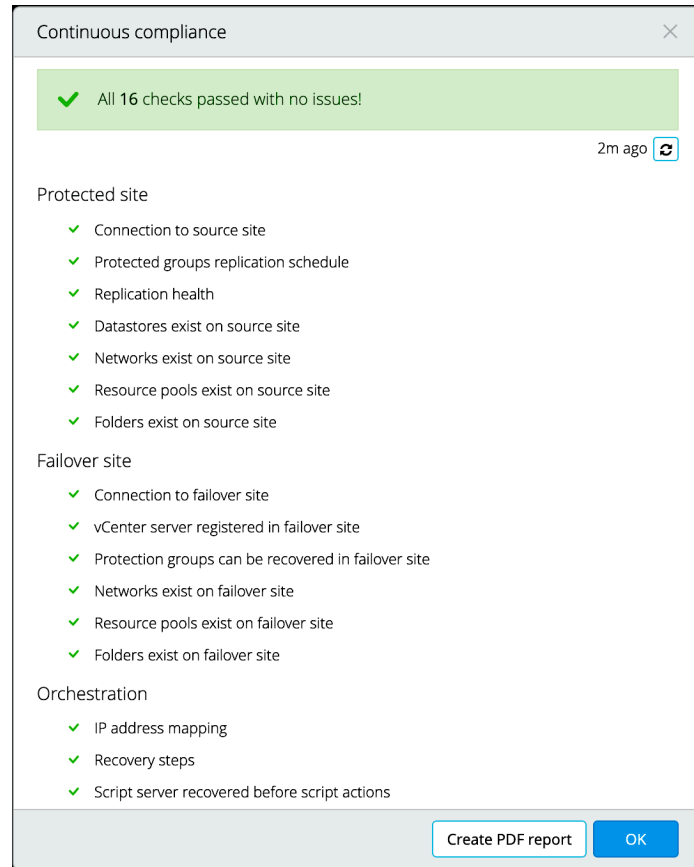 Continuous compliance
All 16 checks passed with no issues!
2m ago
Protected site
Connection to source site
Protected groups replication schedule
Replication health
Datastores exist on source site
Networks exist on source site
Resource pools exist on source site
Folders exist on source site
Failover site
Connection to failover site
vCenter server registered in failover site
Protection groups can be recovered in failover site
Networks exist on failover site
Resource pools exist on failover site
Folders exist on failover site
Orchestration
IP address mapping
Recovery steps
Script server recovered before script actions
Create PDF report
OK